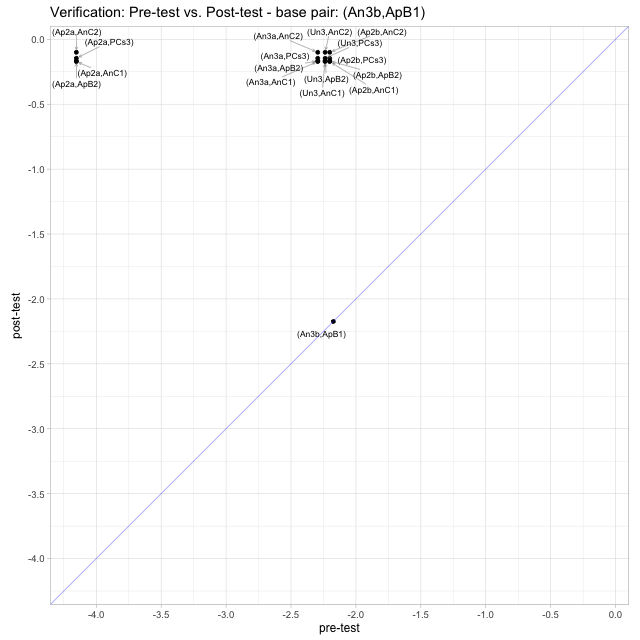 Verification: Pre-test vs. Post-test - base pair: (An3b,ApB1)
0.0
-0.5
-1.0
-1.5
-2.0
-2.5
-3.0
-3.5
-4.0
post-test
(Ap2a,AnC2)
(Ap2a,PCs3)
(Ap2a,AnC1)
(Ap2a,ApB2)
(An3a,AnC2)
(Un3,AnC2)
(Ap2b,AnC2)
(Un3,PCs3)
(An3a,PCs3)
(Ap2b,PCs3)
(An3a,ApB2)
(Un3,ApB2)
(Ap2b,ApB2)
(An3a,AnC1)
(Un3,AnC1)
(Ap2b,AnC1)
(An3b,ApB1)
-4.0 -3.5 -3.0 -2.5 -2.0 -1.5 -1.0 -0.5 0.0
pre-test